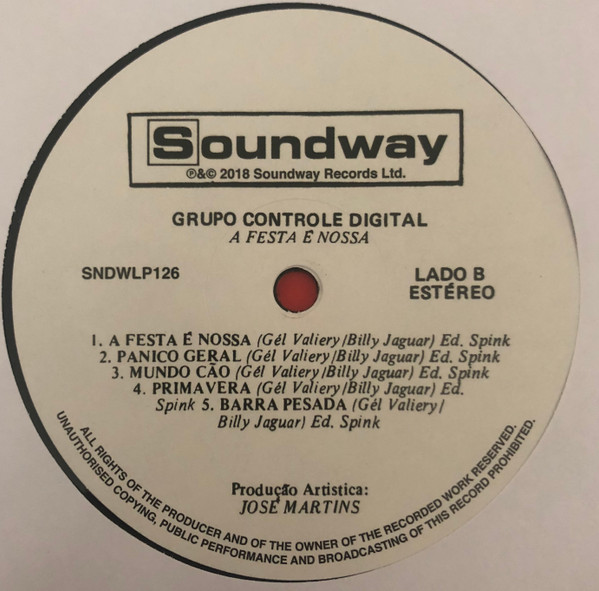 Soundway
℗&© 2018 Soundway Records Ltd.
GRUPO CONTROLE DIGITAL
A FESTA É NOSSA
SNDWLP126
LADO B
ESTÉREO
1. A FESTA É NOSSA (Gél Valiery/Billy Jaguar) Ed. Spink
2. PANICO GERAL (Gél Valiery/Billy Jaguar) Ed. Spink
3. MUNDO CÃO (Gél Valiery/Billy Jaguar) Ed. Spink
4. PRIMAVERA (Gél Valiery/Billy Jaguar) Ed.
Spink 5. BARRA PESADA (Gél Valiery/
Billy Jaguar) Ed. Spink
Produção Artistica:
JOSÉ MARTINS
ALL RIGHTS OF THE PRODUCER AND OF THE OWNER OF THE RECORDED WORK RESERVED.
UNAUTHORISED COPYING, PUBLIC PERFORMANCE AND BROADCASTING OF THIS RECORD PROHIBITED.